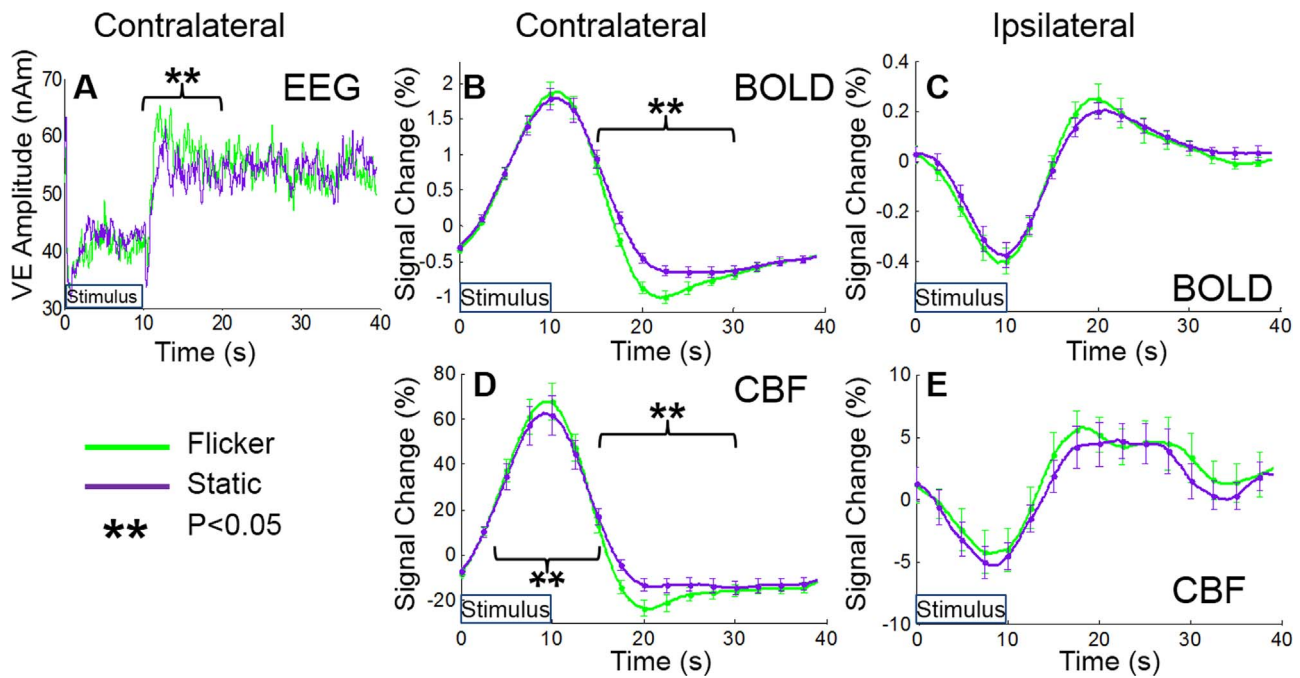 Contralateral
Contralateral
Ipsilateral
A
**
EEG
VE Amplitude (nAm)
70
60
50
40
30
Stimulus
0
10
20
30
40
Time (s)
B
**
BOLD
Signal Change (%)
2
1.5
1
0.5
0
-0.5
-1
Stimulus
0
10
20
30
40
Time (s)
C
BOLD
Signal Change (%)
0.4
0.2
0
-0.2
-0.4
Stimulus
0
10
20
30
40
Time (s)
Flicker
Static
** P<0.05
D
CBF
**
**
Signal Change (%)
80
60
40
20
0
-20
Stimulus
0
10
20
30
40
Time (s)
E
CBF
Signal Change (%)
10
5
0
-5
-10
Stimulus
0
10
20
30
40
Time (s)